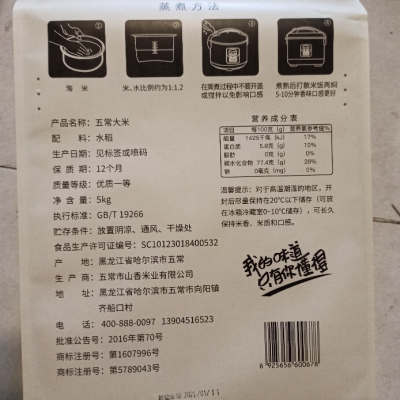 蒸煮方法
淘米
米、水比例约为1:1.2
在蒸煮过程中不要开盖
或搅拌以免影响口感
煮熟后打散米饭再焖
5-10分钟香味口感更好
产品名称：五常大米
配料：水稻
生产日期：见标签或喷码
保质期：12个月
质量等级：优质一等
净含量：5kg
执行标准：GB/T 19266
贮存条件：放置阴凉、通风、干燥处
食品生产许可证编号：SC10123018400532
产地：黑龙江省哈尔滨市五常
生产商：五常市山香米业有限公司
地址：黑龙江省哈尔滨市五常市向阳镇
齐船口村
电话：400-888-0097 13904516523
批准公告号：2016年第70号
商标注册号：第1607996号
商标注册号：第5789043号
营养成分表
项目 每100克(g) 营养素参考值%
能量 1425千焦(kJ) 17%
蛋白质 5.8克(g) 10%
脂肪 0克(g) 0%
碳水化合物 77.4克(g) 26%
钠 0毫克(mg) 0%
温馨提示：对于高温潮湿的地区，开
封后尽量保持在20℃以下储存（可放
在冰箱冷藏室0-10℃储存），可以长
久保持米香、米质和口感。
我的味道
只有你懂得
6 925656 600678
2021/01/11